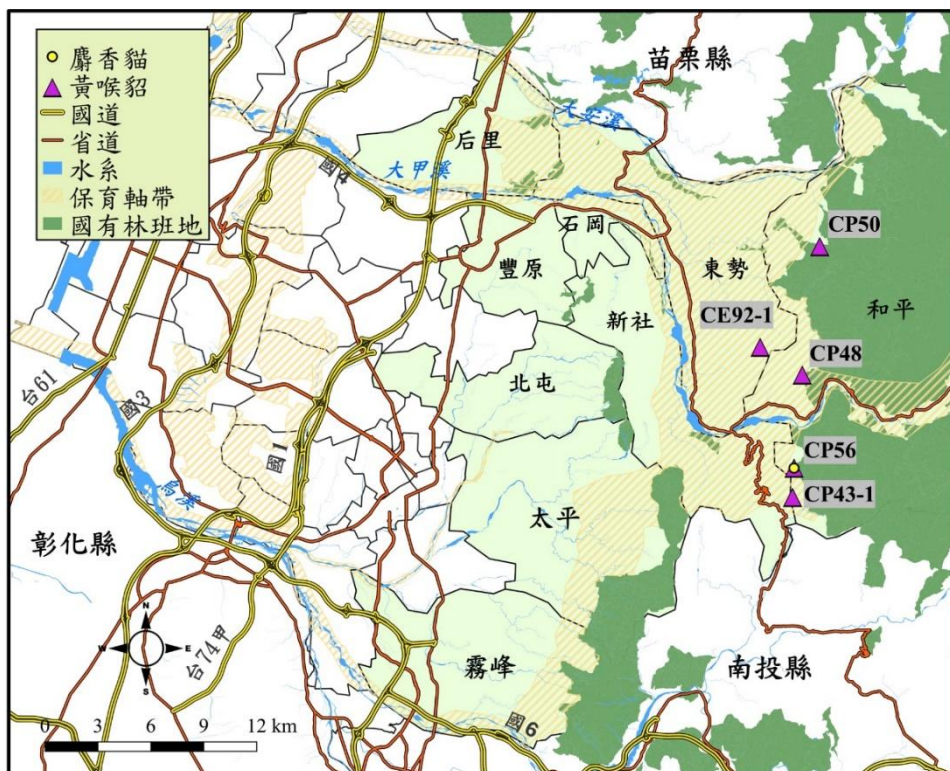 麝香貓
黃喉貂
國道
省道
水系
保育軸帶
國有林班地
苗栗縣
大安溪
后里
國4
大甲溪
石岡
CP50
豐原
東勢
和平
新社
CE92-1
台61
國3
北屯
CP48
國1
CP56
烏溪
CP43-1
太平
彰化縣
N
W
E
S
台74甲
霧峰
南投縣
國6
0 3 6 9 12 km